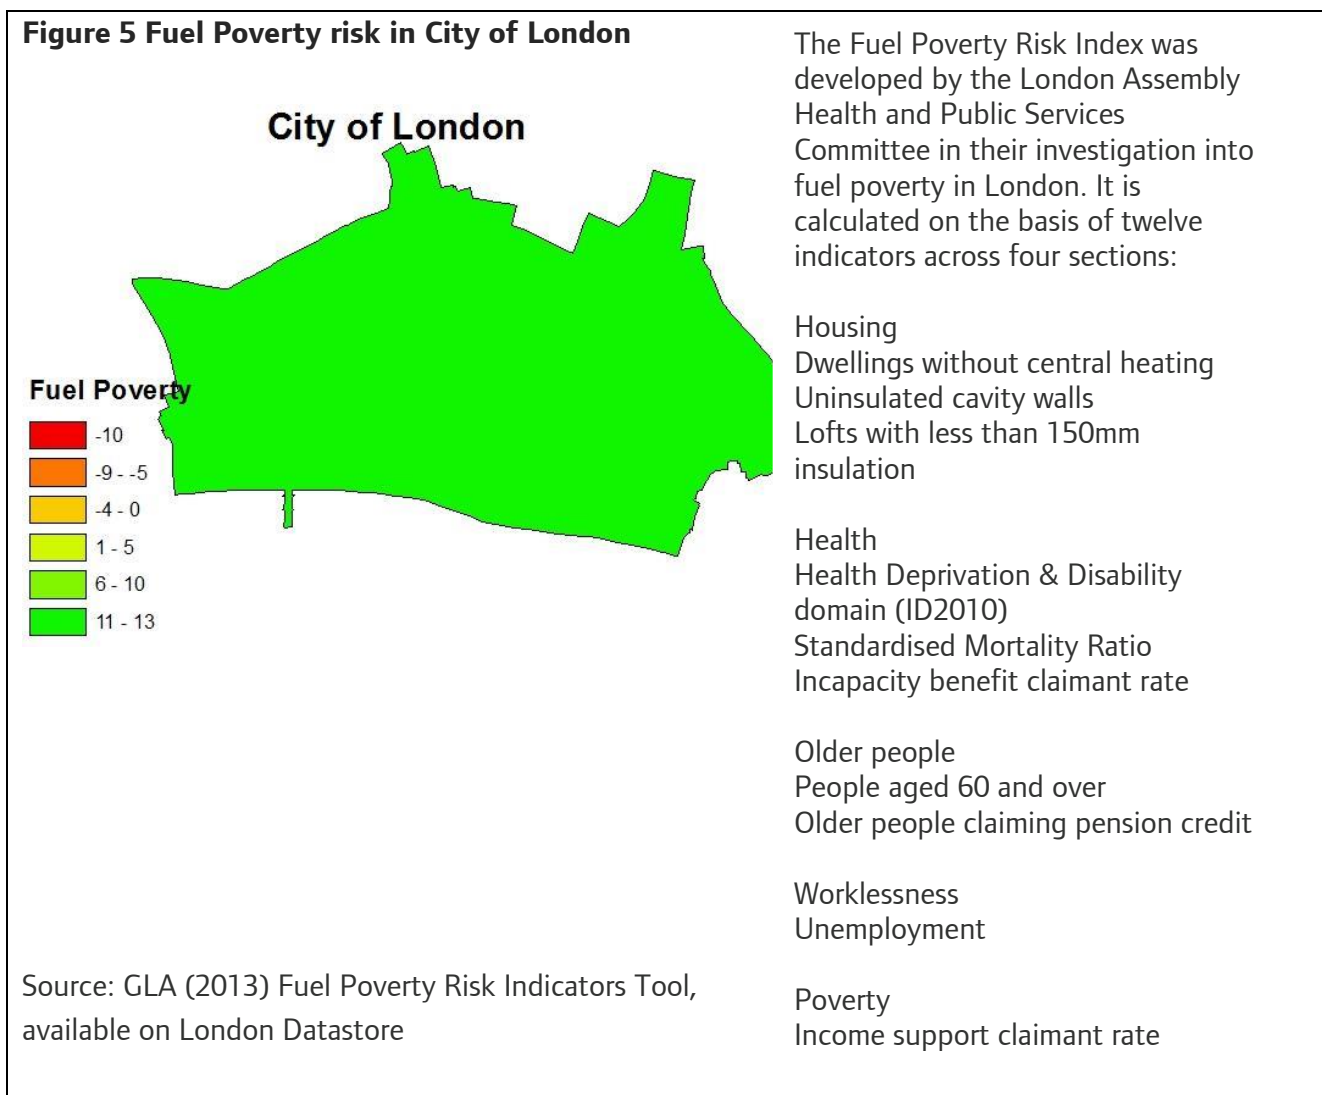 Figure 5 Fuel Poverty risk in City of London
City of London
Fuel Poverty
-10
-9 - -5
-4 - 0
1 - 5
6 - 10
11 - 13
Source: GLA (2013) Fuel Poverty Risk Indicators Tool,
available on London Datastore
The Fuel Poverty Risk Index was
developed by the London Assembly
Health and Public Services
Committee in their investigation into
fuel poverty in London. It is
calculated on the basis of twelve
indicators across four sections:
Housing
Dwellings without central heating
Uninsulated cavity walls
Lofts with less than 150mm
insulation
Health
Health Deprivation & Disability
domain (ID2010)
Standardised Mortality Ratio
Incapacity benefit claimant rate
Older people
People aged 60 and over
Older people claiming pension credit
Worklessness
Unemployment
Poverty
Income support claimant rate